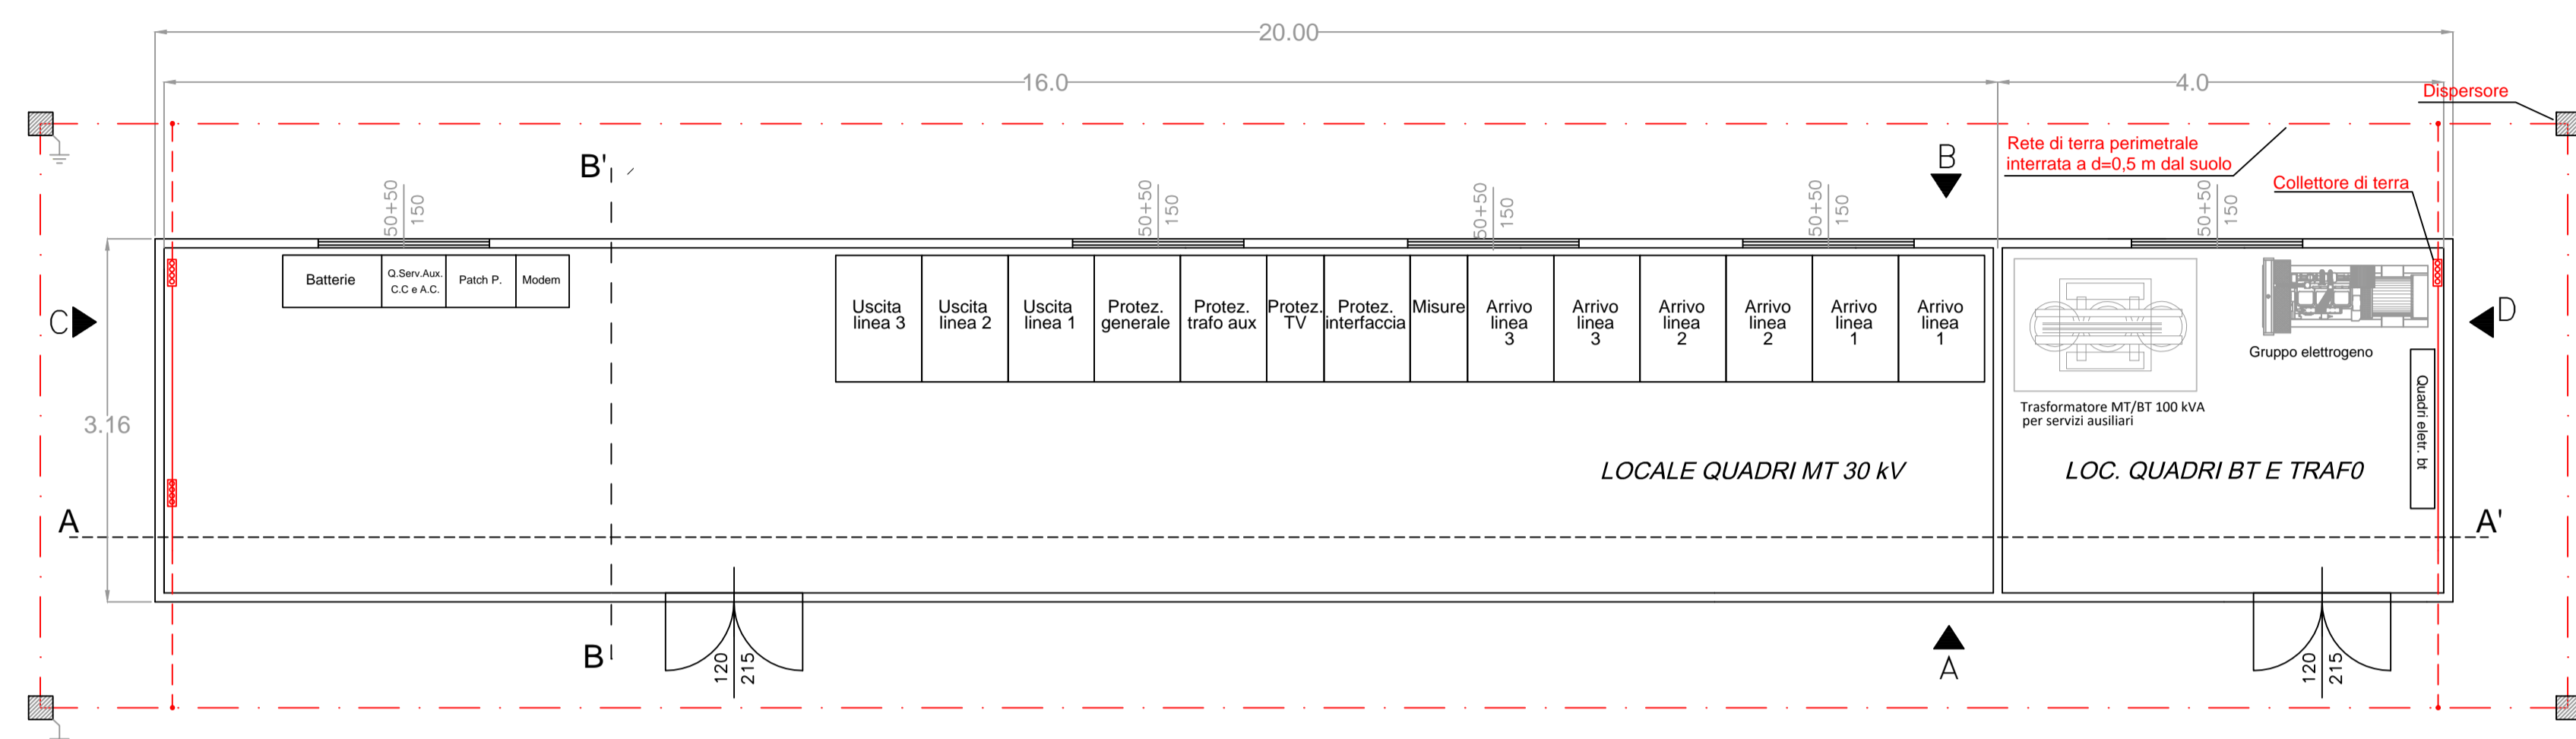 20.00
16.0
4.0
Dispersore
Rete di terra perimetrale
interrata a d=0,5 m dal suolo
Collettore di terra
B'
B
50+50
150
50+50
150
50+50
150
50+50
150
50+50
150
Batterie
Q.Serv.Aux.
C.C e A.C.
Patch P.
Modem
Uscita
linea 3
Uscita
linea 2
Uscita
linea 1
Protez.
generale
Protez.
trafo aux
Protez.
TV
Protez.
interfaccia
Misure
Arrivo
linea
3
Arrivo
linea
3
Arrivo
linea
2
Arrivo
linea
2
Arrivo
linea
1
Arrivo
linea
1
C
D
Gruppo elettrogeno
Quadri eletr. bt
Trasformatore MT/BT 100 kVA
per servizi ausiliari
3.16
LOCALE QUADRI MT 30 kV
LOC. QUADRI BT E TRAF0
A
A'
B
120
215
A
120
215